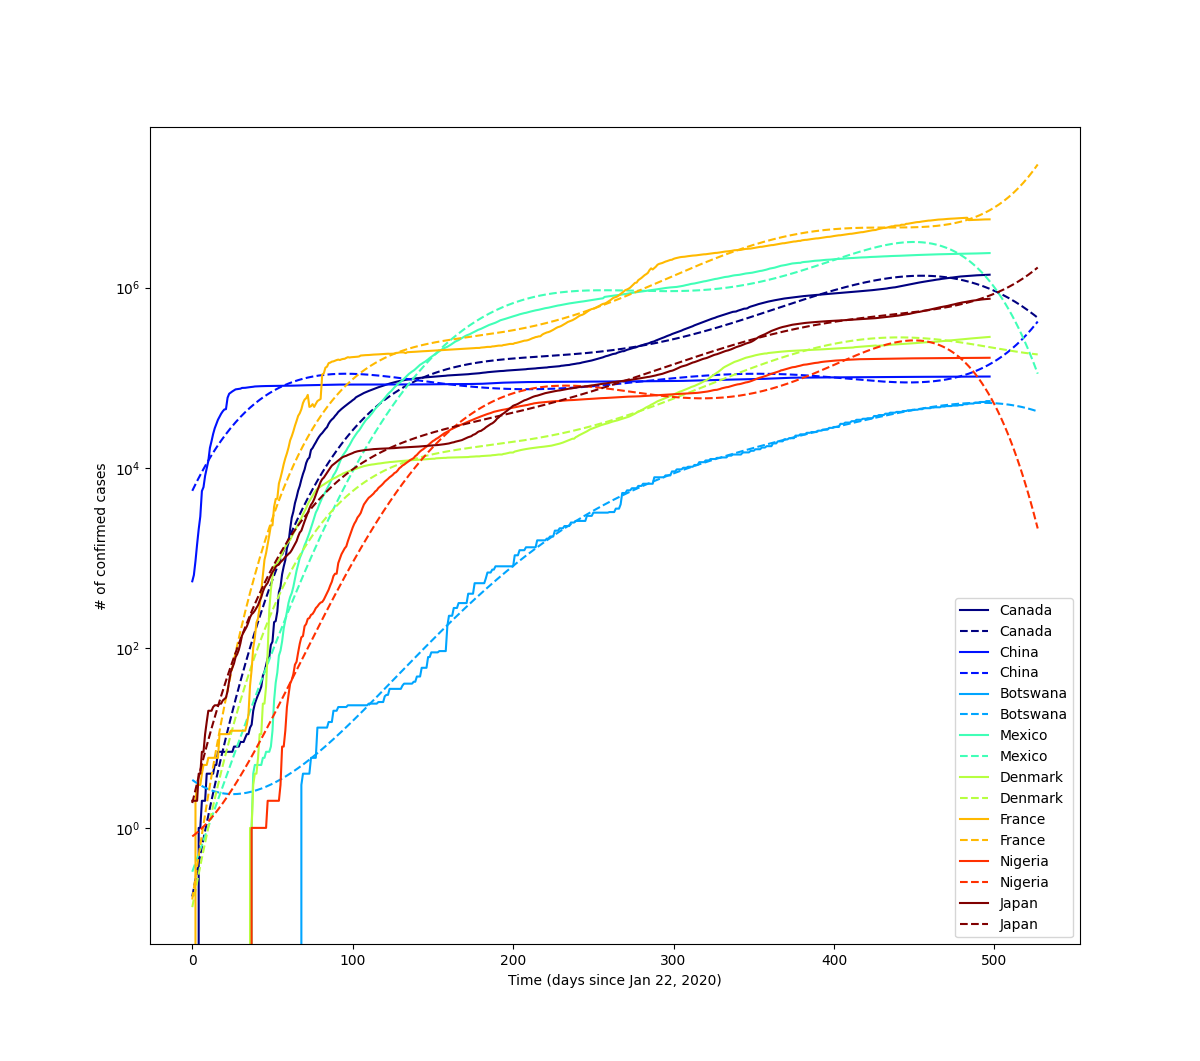 # of confirmed cases
10^6
10^4
10^2
10^0
0 100 200 300 400 500
Time (days since Jan 22, 2020)
Canada
Canada
China
China
Botswana
Botswana
Mexico
Mexico
Denmark
Denmark
France
France
Nigeria
Nigeria
Japan
Japan